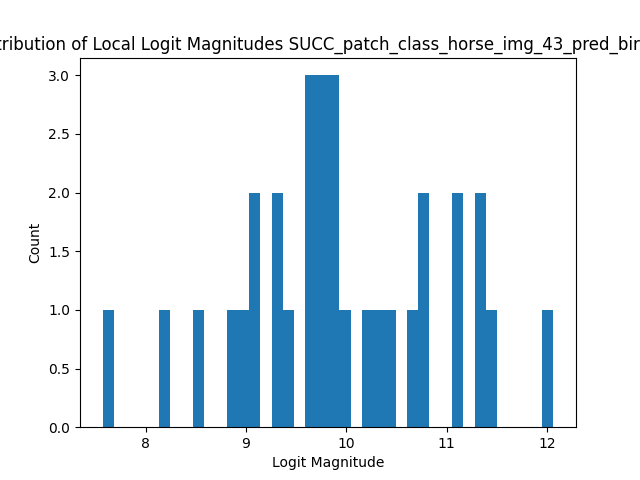 tribution of Local Logit Magnitudes SUCC_patch_class_horse_img_43_pred_bir
3.0
2.5
2.0
1.5
1.0
0.5
0.0
Count
8 9 10 11 12
Logit Magnitude